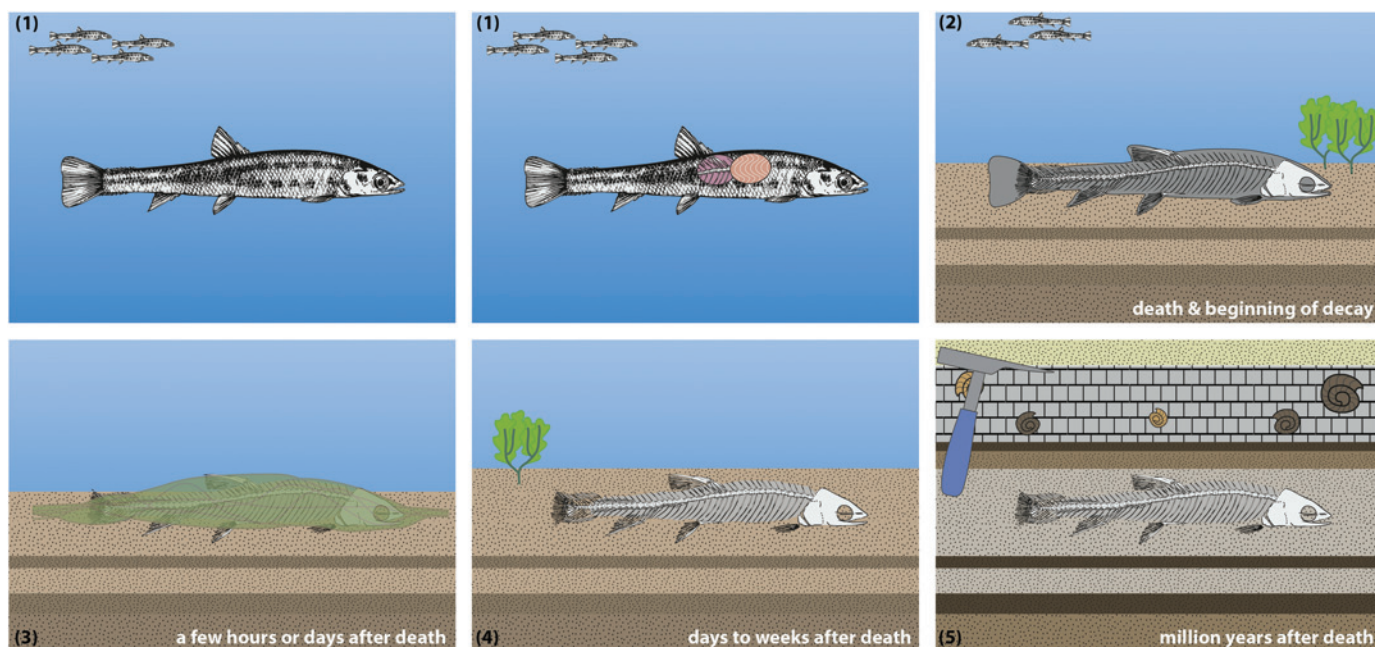 (1)
(1)
(2)
death & beginning of decay
(3)
a few hours or days after death
(4)
days to weeks after death
(5)
million years after death